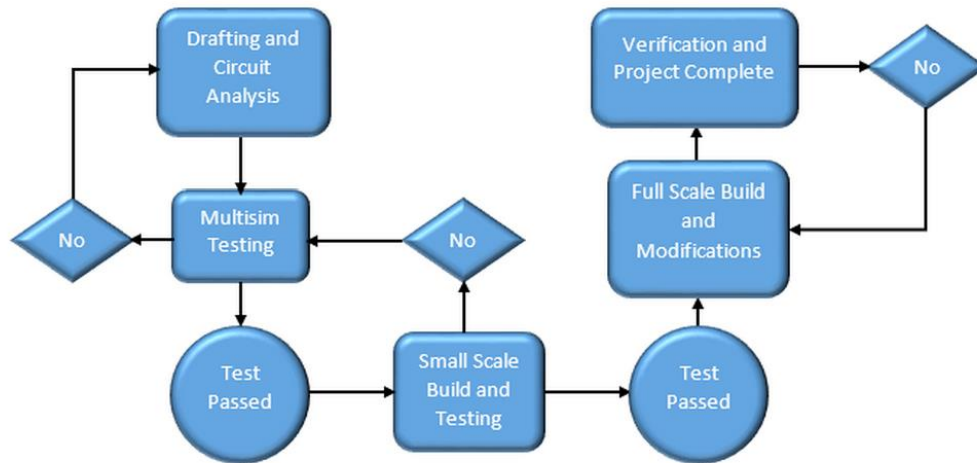 Drafting and
Circuit
Analysis
Verification and
Project Complete
No
Full Scale Build
and
Modifications
No
Multisim
Testing
No
Test
Passed
Small Scale
Build and
Testing
Test
Passed